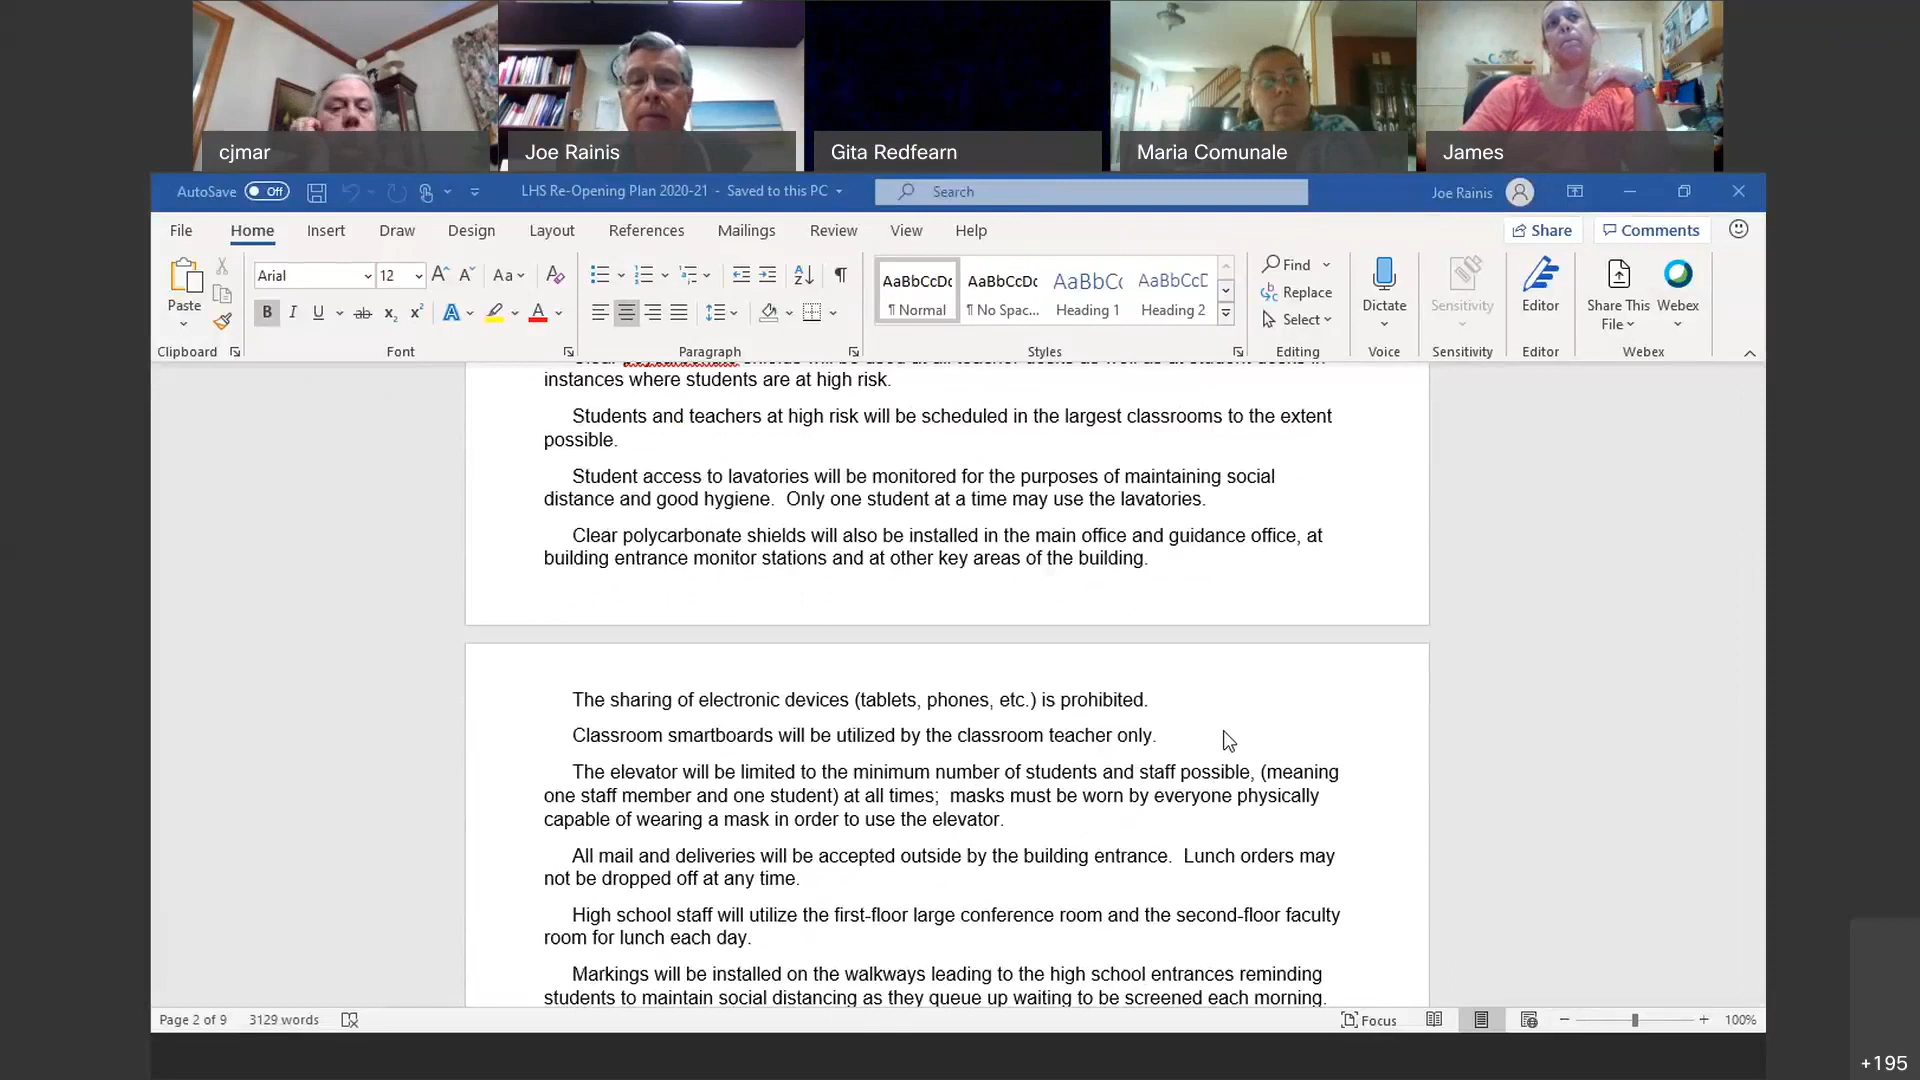 cjmar
Joe Rainis
Gita Redfearn
Maria Comunale
James
AutoSave Off
LHS Re-Opening Plan 2020-21 - Saved to this PC
Search
Joe Rainis
File Home Insert Draw Design Layout References Mailings Review View Help
Share Comments
Paste
Arial 12
Aa
AaBbCcDc AaBbCcDc AaBbCc AaBbCcD
¶ Normal ¶ No Spac... Heading 1 Heading 2
Find
Replace
Select
Dictate
Sensitivity
Editor
Share This
File
Webex
Clipboard Font Paragraph Styles Editing Voice Sensitivity Editor Webex
instances where students are at high risk.
Students and teachers at high risk will be scheduled in the largest classrooms to the extent
possible.
Student access to lavatories will be monitored for the purposes of maintaining social
distance and good hygiene. Only one student at a time may use the lavatories.
Clear polycarbonate shields will also be installed in the main office and guidance office, at
building entrance monitor stations and at other key areas of the building.
The sharing of electronic devices (tablets, phones, etc.) is prohibited.
Classroom smartboards will be utilized by the classroom teacher only.
The elevator will be limited to the minimum number of students and staff possible, (meaning
one staff member and one student) at all times; masks must be worn by everyone physically
capable of wearing a mask in order to use the elevator.
All mail and deliveries will be accepted outside by the building entrance. Lunch orders may
not be dropped off at any time.
High school staff will utilize the first-floor large conference room and the second-floor faculty
room for lunch each day.
Markings will be installed on the walkways leading to the high school entrances reminding
students to maintain social distancing as they queue up waiting to be screened each morning.
Page 2 of 9 3129 words
Focus
100%
+195